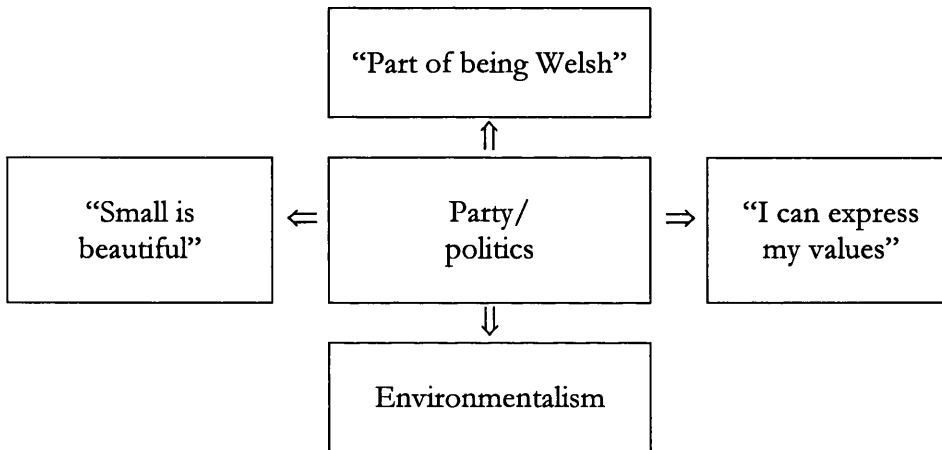 “Part of being Welsh”
“Small is
beautiful”
⇐
Party/
politics
⇒
“I can express
my values”
⇑
⇓
Environmentalism